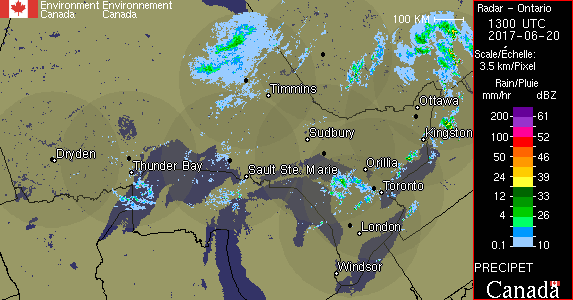 Environment Environnement
Canada Canada
100 KM
Timmins
Ottawa
Sudbury
Kingston
Dryden
Thunder Bay
Sault Ste. Marie
Orillia
Toronto
London
Windsor
Radar - Ontario
1300 UTC
2017-06-20
Scale/Échelle:
3.5 km/Pixel
Rain/Pluie
mm/hr dBZ
200 61
100 52
50 46
24 39
12 33
4 26
0.1 10
PRECIPET
Canada